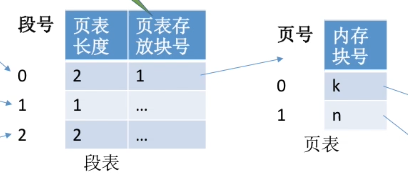 段号 页表长度 页表存放块号
0 2 1
1 1 ...
2 2 ...
段表
页号 内存块号
0 k
1 n
页表